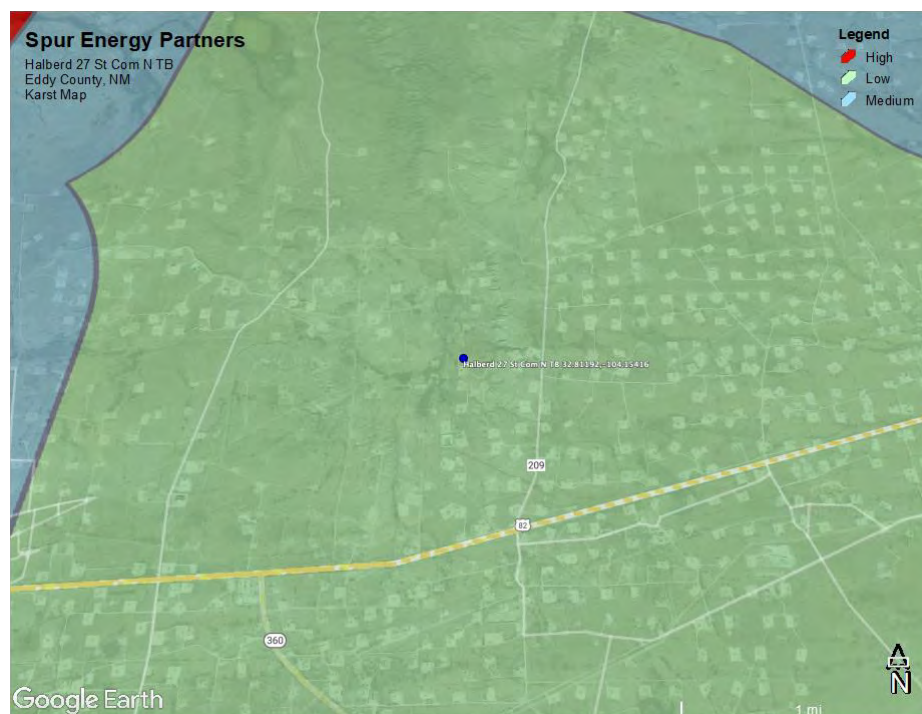 Spur Energy Partners
Halberd 27 St Com N TB
Eddy County, NM
Karst Map
Legend
High
Low
Medium
Halberd 27 St Com N TB 32.81192,-104.15416
209
82
360
N
Google Earth
1 mi